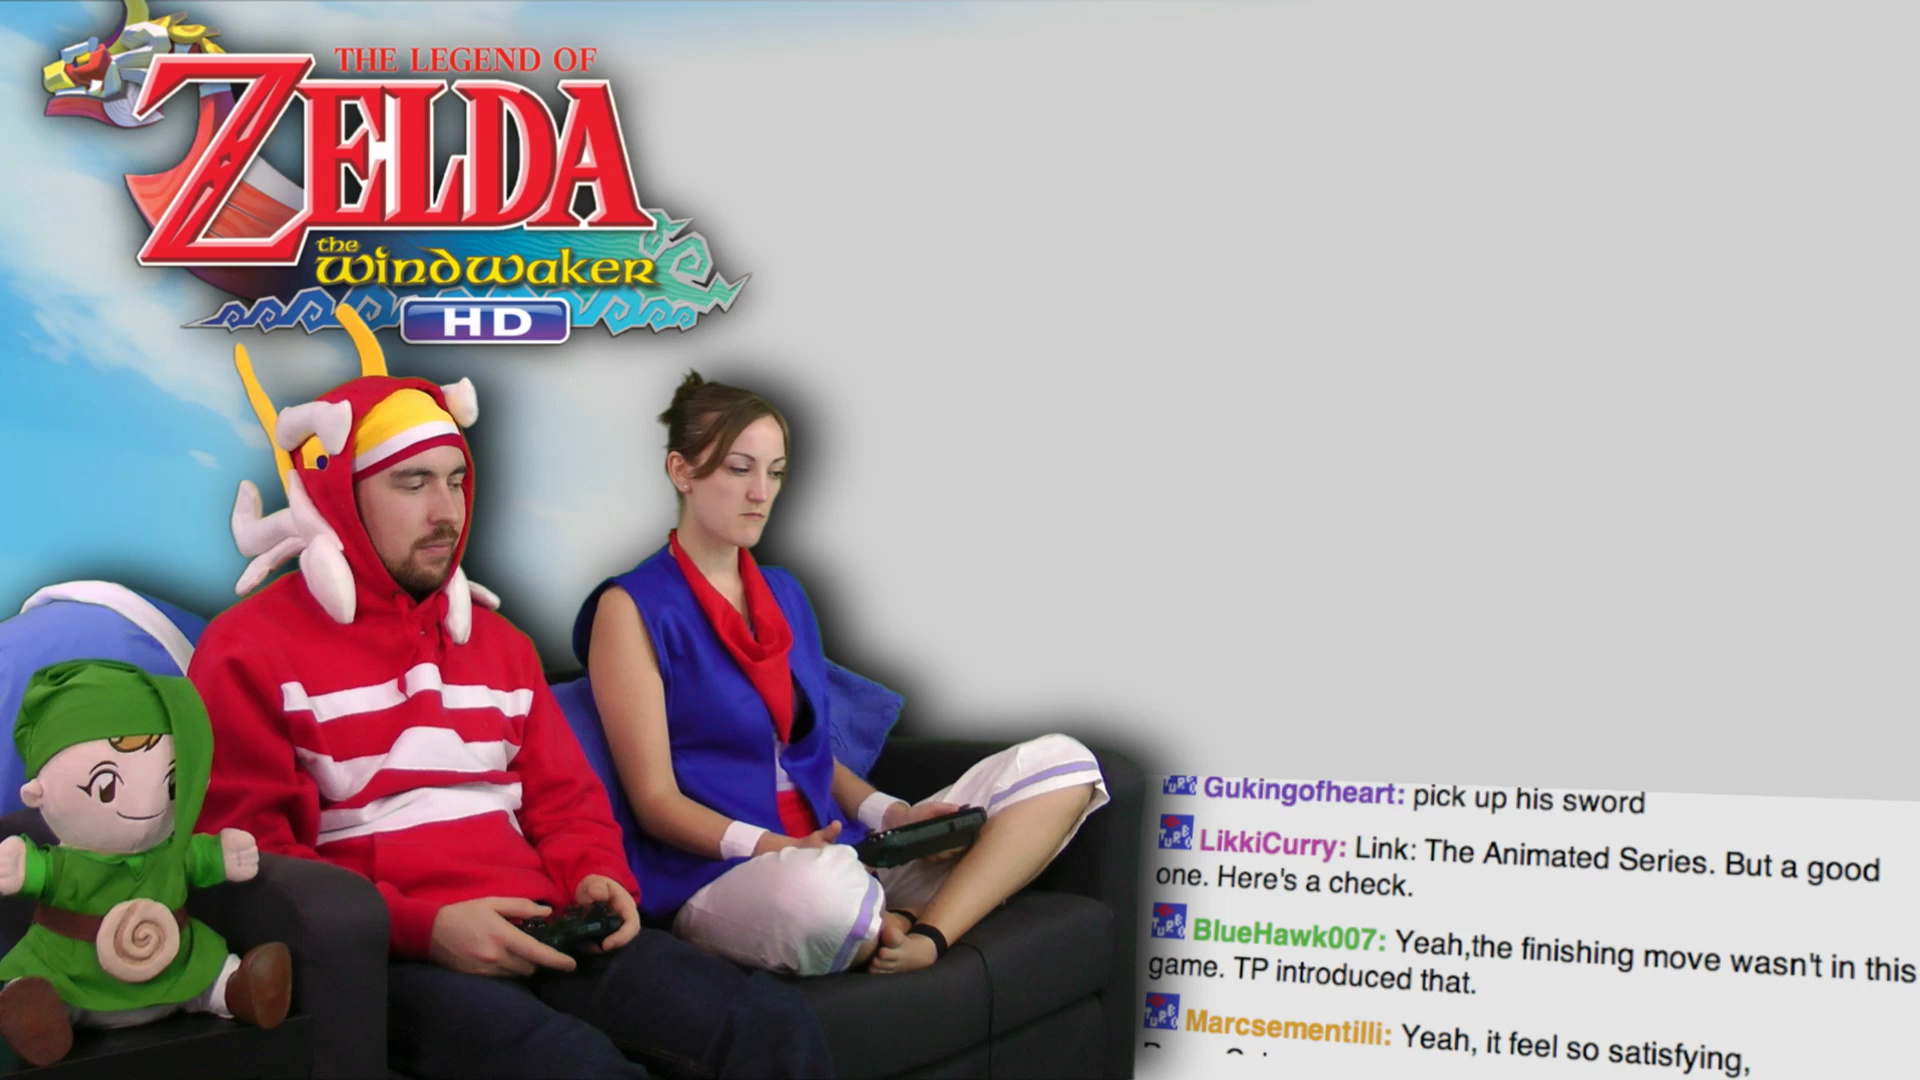 THE LEGEND OF
ZELDA
the
Wind Waker
HD
Gukingofheart: pick up his sword
LikkiCurry: Link: The Animated Series. But a good
one. Here's a check.
BlueHawk007: Yeah,the finishing move wasn't in this
game. TP introduced that.
Marcsementilli: Yeah, it feel so satisfying,